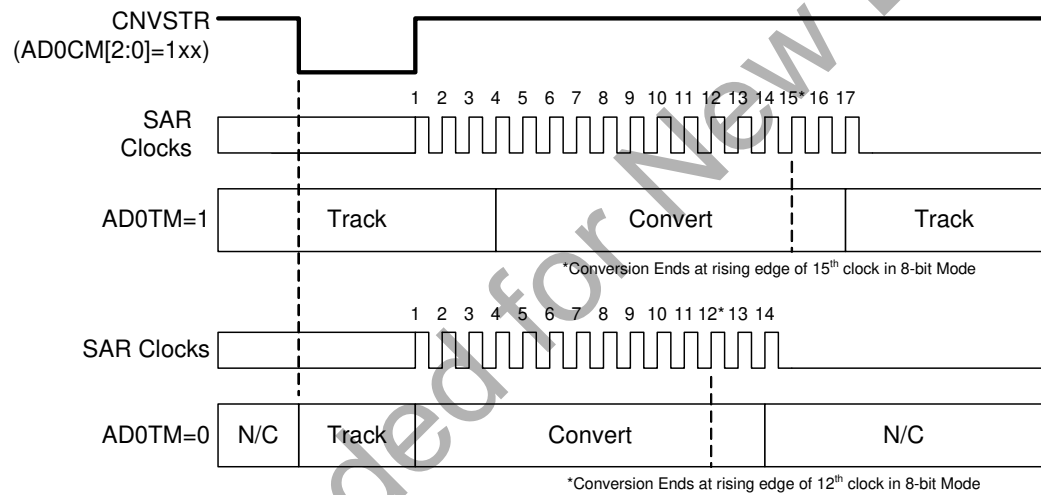 CNVSTR
(AD0CM[2:0]=1xx)
1 2 3 4 5 6 7 8 9 10 11 12 13 14 15* 16 17
SAR
Clocks
AD0TM=1
Track
Convert
Track
*Conversion Ends at rising edge of 15th clock in 8-bit Mode
1 2 3 4 5 6 7 8 9 10 11 12* 13 14
SAR Clocks
AD0TM=0
N/C
Track
Convert
N/C
*Conversion Ends at rising edge of 12th clock in 8-bit Mode
ded for New